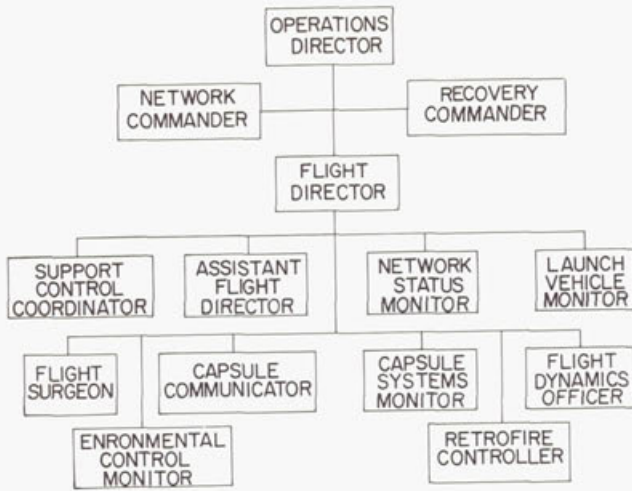 OPERATIONS
DIRECTOR
NETWORK
COMMANDER
RECOVERY
COMMANDER
FLIGHT
DIRECTOR
SUPPORT
CONTROL
COORDINATOR
ASSISTANT
FLIGHT
DIRECTOR
NETWORK
STATUS
MONITOR
LAUNCH
VEHICLE
MONITOR
FLIGHT
SURGEON
CAPSULE
COMMUNICATOR
CAPSULE
SYSTEMS
MONITOR
FLIGHT
DYNAMICS
OFFICER
ENRONMENTAL
CONTROL
MONITOR
RETROFIRE
CONTROLLER